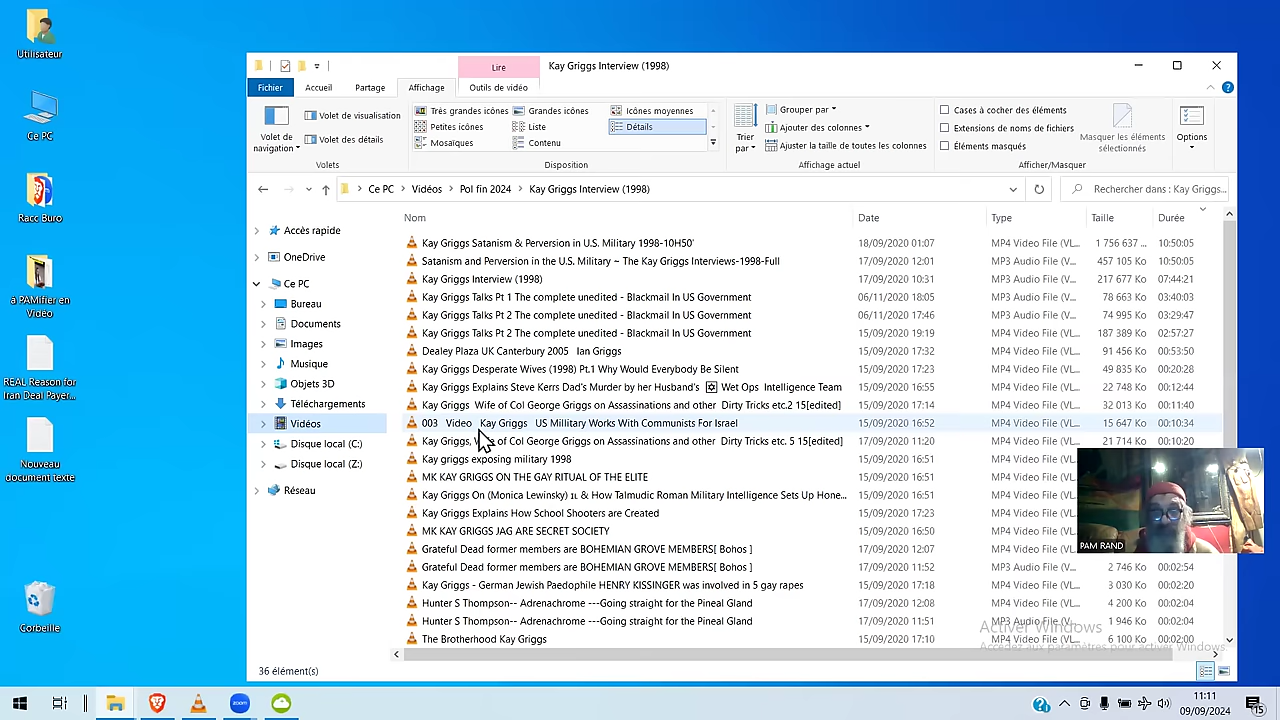 Utilisateur
Ce PC
Racc Buro
à PAMifier en Vidéo
REAL Reason for Iran Deal Payer...
Nouveau document texte
Corbeille
Lire
Kay Griggs Interview (1998)
Fichier
Accueil
Partage
Affichage
Outils de vidéo
Volet de navigation
Volet de visualisation
Volet des détails
Volets
Très grandes icônes
Grandes icônes
Icônes moyennes
Petites icônes
Liste
Détails
Mosaïques
Contenu
Disposition
Trier par
Grouper par
Ajouter des colonnes
Ajuster la taille de toutes les colonnes
Affichage actuel
Cases à cocher des éléments
Extensions de noms de fichiers
Éléments masqués
Masquer les éléments sélectionnés
Afficher/Masquer
Options
Ce PC > Vidéos > Pol fin 2024 > Kay Griggs Interview (1998)
Rechercher dans : Kay Griggs...
Accès rapide
OneDrive
Ce PC
Bureau
Documents
Images
Musique
Objets 3D
Téléchargements
Vidéos
Disque local (C:)
Disque local (Z:)
Réseau
Nom Date Type Taille Durée
Kay Griggs Satanism & Perversion in U.S. Military 1998-10H50' 18/09/2020 01:07 MP4 Video File (VL... 1 756 637 ... 10:50:05
Satanism and Perversion in the U.S. Military ~ The Kay Griggs Interviews-1998-Full 17/09/2020 12:01 MP3 Audio File (V... 457 105 Ko 10:50:05
Kay Griggs Interview (1998) 17/09/2020 10:31 MP3 Audio File (V... 217 677 Ko 07:44:21
Kay Griggs Talks Pt 1 The complete unedited - Blackmail In US Government 06/11/2020 18:05 MP3 Audio File (V... 78 663 Ko 03:40:03
Kay Griggs Talks Pt 2 The complete unedited - Blackmail In US Government 06/11/2020 17:46 MP3 Audio File (V... 74 995 Ko 03:29:47
Kay Griggs Talks Pt 2 The complete unedited - Blackmail In US Government 15/09/2020 19:19 MP4 Video File (VL... 187 389 Ko 02:57:27
Dealey Plaza UK Canterbury 2005 Ian Griggs 15/09/2020 17:32 MP4 Video File (VL... 91 456 Ko 00:53:50
Kay Griggs Desperate Wives (1998) Pt.1 Why Would Everybody Be Silent 15/09/2020 17:23 MP4 Video File (VL... 49 835 Ko 00:20:28
Kay Griggs Explains Steve Kerrs Dad's Murder by her Husband's ✡ Wet Ops Intelligence Team 15/09/2020 16:55 MP4 Video File (VL... 22 748 Ko 00:12:44
Kay Griggs Wife of Col George Griggs on Assassinations and other Dirty Tricks etc.2 15[edited] 15/09/2020 17:14 MP4 Video File (VL... 32 013 Ko 00:11:40
003 Video Kay Griggs US Millitary Works With Communists For Israel 15/09/2020 16:52 MP4 Video File (VL... 647 Ko 00:10:34
Kay Griggs, of Col George Griggs on Assassinations and other Dirty Tricks etc. 5 15[edited] 17/09/2020 11:20 MP4 Video File (VL... 21 714 Ko 00:10:20
Kay griggs exposing military 1998 15/09/2020 16:51 MP4 Video File (VL...
MK KAY GRIGGS ON THE GAY RITUAL OF THE ELITE 15/09/2020 16:51 MP4 Video File (VL
Kay Griggs On (Monica Lewinsky) ɪʟ & How Talmudic Roman Military Intelligence Sets Up Hone... 15/09/2020 16:51 MP4 Video File (VL
Kay Griggs Explains How School Shooters are Created 15/09/2020 17:23 MP4 Video File (VL
MK KAY GRIGGS JAG ARE SECRET SOCIETY 15/09/2020 16:50 MP4 Video File (VL
Grateful Dead former members are BOHEMIAN GROVE MEMBERS[ Bohos ] 17/09/2020 12:07 MP4 Video File (VL
Grateful Dead former members are BOHEMIAN GROVE MEMBERS[ Bohos ] 17/09/2020 11:52 MP3 Audio File (V... 2 746 Ko 00:02:54
Kay Griggs - German Jewish Paedophile HENRY KISSINGER was involved in 5 gay rapes 15/09/2020 17:18 MP4 Video File (VL... 3 030 Ko 00:02:20
Hunter S Thompson-- Adrenachrome ---Going straight for the Pineal Gland 17/09/2020 12:08 MP4 Video File (VL... 4 200 Ko 00:02:04
Hunter S Thompson-- Adrenachrome ---Going straight for the Pineal Gland 17/09/2020 11:51 MP3 Audio File (V... 1 946 Ko 00:02:04
The Brotherhood Kay Griggs 15/09/2020 17:10 MP4 Video File (VL... 6 100 Ko 00:02:00
PAM RAND
Activer Windows
Accédez aux paramètres pour activer Windows.
36 élément(s)
zoom
11:11
09/09/2024
15